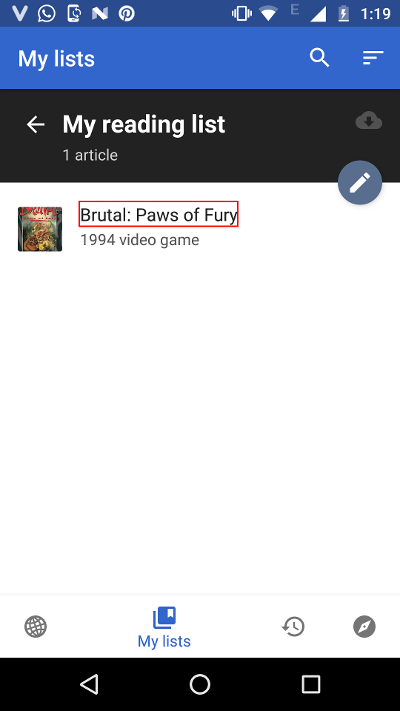 1:19
My lists
My reading list
1 article
Brutal: Paws of Fury
1994 video game
My lists